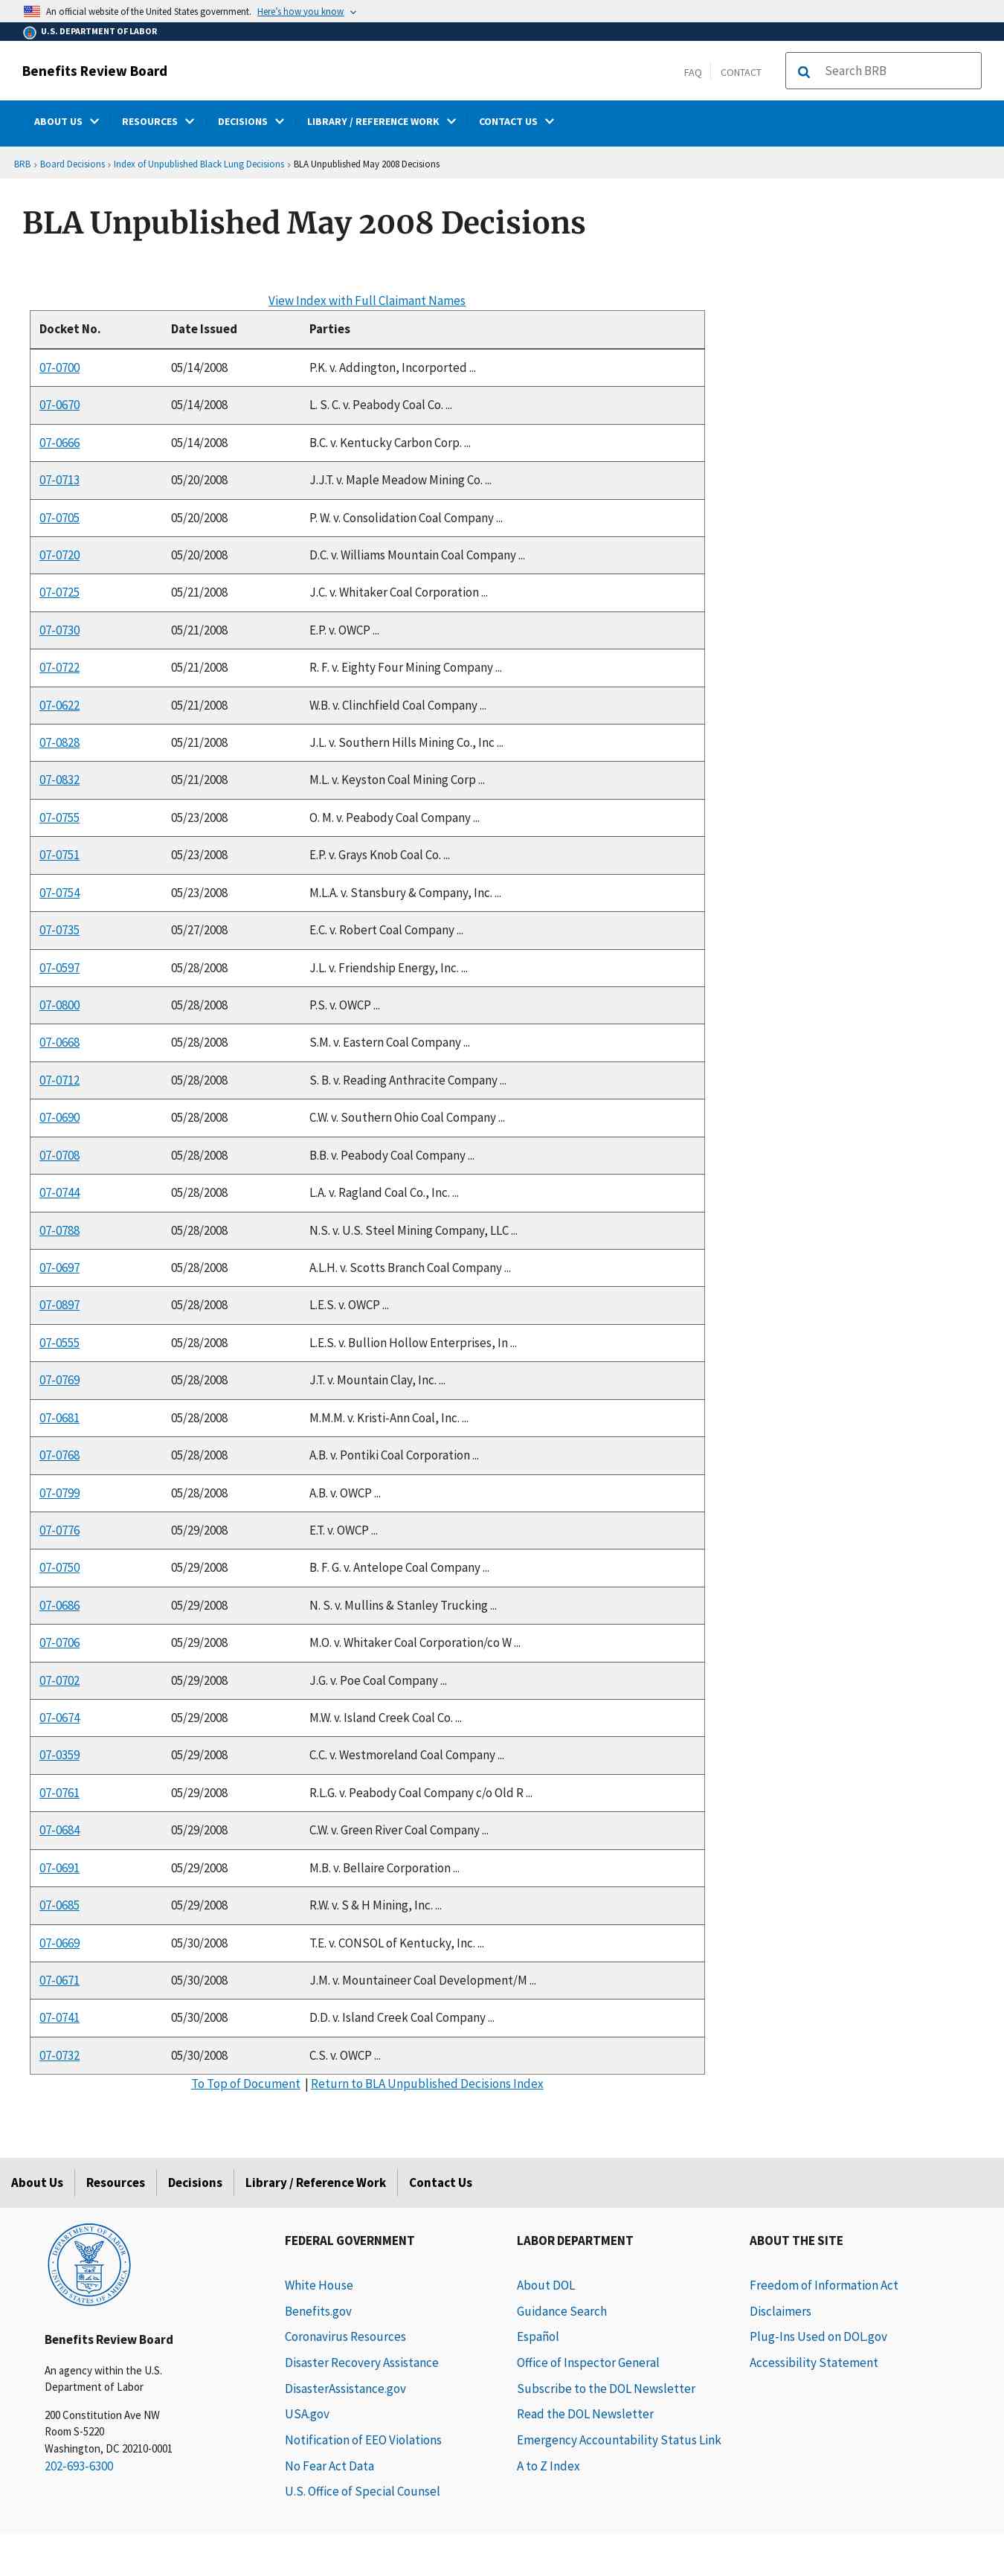 An official website of the United States government. Here's how you know
U.S. DEPARTMENT OF LABOR
Benefits Review Board
FAQ CONTACT Search BRB
ABOUT US RESOURCES DECISIONS LIBRARY / REFERENCE WORK CONTACT US
BRB › Board Decisions › Index of Unpublished Black Lung Decisions › BLA Unpublished May 2008 Decisions
BLA Unpublished May 2008 Decisions
View Index with Full Claimant Names
Docket No. Date Issued Parties
07-0700 05/14/2008 P.K. v. Addington, Incorported ...
07-0670 05/14/2008 L. S. C. v. Peabody Coal Co. ...
07-0666 05/14/2008 B.C. v. Kentucky Carbon Corp. ...
07-0713 05/20/2008 J.J.T. v. Maple Meadow Mining Co. ...
07-0705 05/20/2008 P. W. v. Consolidation Coal Company ...
07-0720 05/20/2008 D.C. v. Williams Mountain Coal Company ...
07-0725 05/21/2008 J.C. v. Whitaker Coal Corporation ...
07-0730 05/21/2008 E.P. v. OWCP ...
07-0722 05/21/2008 R. F. v. Eighty Four Mining Company ...
07-0622 05/21/2008 W.B. v. Clinchfield Coal Company ...
07-0828 05/21/2008 J.L. v. Southern Hills Mining Co., Inc ...
07-0832 05/21/2008 M.L. v. Keyston Coal Mining Corp ...
07-0755 05/23/2008 O. M. v. Peabody Coal Company ...
07-0751 05/23/2008 E.P. v. Grays Knob Coal Co. ...
07-0754 05/23/2008 M.L.A. v. Stansbury & Company, Inc. ...
07-0735 05/27/2008 E.C. v. Robert Coal Company ...
07-0597 05/28/2008 J.L. v. Friendship Energy, Inc. ...
07-0800 05/28/2008 P.S. v. OWCP ...
07-0668 05/28/2008 S.M. v. Eastern Coal Company ...
07-0712 05/28/2008 S. B. v. Reading Anthracite Company ...
07-0690 05/28/2008 C.W. v. Southern Ohio Coal Company ...
07-0708 05/28/2008 B.B. v. Peabody Coal Company ...
07-0744 05/28/2008 L.A. v. Ragland Coal Co., Inc. ...
07-0788 05/28/2008 N.S. v. U.S. Steel Mining Company, LLC ...
07-0697 05/28/2008 A.L.H. v. Scotts Branch Coal Company ...
07-0897 05/28/2008 L.E.S. v. OWCP ...
07-0555 05/28/2008 L.E.S. v. Bullion Hollow Enterprises, In ...
07-0769 05/28/2008 J.T. v. Mountain Clay, Inc. ...
07-0681 05/28/2008 M.M.M. v. Kristi-Ann Coal, Inc. ...
07-0768 05/28/2008 A.B. v. Pontiki Coal Corporation ...
07-0799 05/28/2008 A.B. v. OWCP ...
07-0776 05/29/2008 E.T. v. OWCP ...
07-0750 05/29/2008 B. F. G. v. Antelope Coal Company ...
07-0686 05/29/2008 N. S. v. Mullins & Stanley Trucking ...
07-0706 05/29/2008 M.O. v. Whitaker Coal Corporation/co W ...
07-0702 05/29/2008 J.G. v. Poe Coal Company ...
07-0674 05/29/2008 M.W. v. Island Creek Coal Co. ...
07-0359 05/29/2008 C.C. v. Westmoreland Coal Company ...
07-0761 05/29/2008 R.L.G. v. Peabody Coal Company c/o Old R ...
07-0684 05/29/2008 C.W. v. Green River Coal Company ...
07-0691 05/29/2008 M.B. v. Bellaire Corporation ...
07-0685 05/29/2008 R.W. v. S & H Mining, Inc. ...
07-0669 05/30/2008 T.E. v. CONSOL of Kentucky, Inc. ...
07-0671 05/30/2008 J.M. v. Mountaineer Coal Development/M ...
07-0741 05/30/2008 D.D. v. Island Creek Coal Company ...
07-0732 05/30/2008 C.S. v. OWCP ...
To Top of Document | Return to BLA Unpublished Decisions Index
About Us Resources Decisions Library / Reference Work Contact Us
DEPARTMENT OF LABOR
UNITED STATES OF AMERICA
Benefits Review Board
An agency within the U.S.
Department of Labor
200 Constitution Ave NW
Room S-5220
Washington, DC 20210-0001
202-693-6300
FEDERAL GOVERNMENT
White House
Benefits.gov
Coronavirus Resources
Disaster Recovery Assistance
DisasterAssistance.gov
USA.gov
Notification of EEO Violations
No Fear Act Data
U.S. Office of Special Counsel
LABOR DEPARTMENT
About DOL
Guidance Search
Español
Office of Inspector General
Subscribe to the DOL Newsletter
Read the DOL Newsletter
Emergency Accountability Status Link
A to Z Index
ABOUT THE SITE
Freedom of Information Act
Disclaimers
Plug-Ins Used on DOL.gov
Accessibility Statement